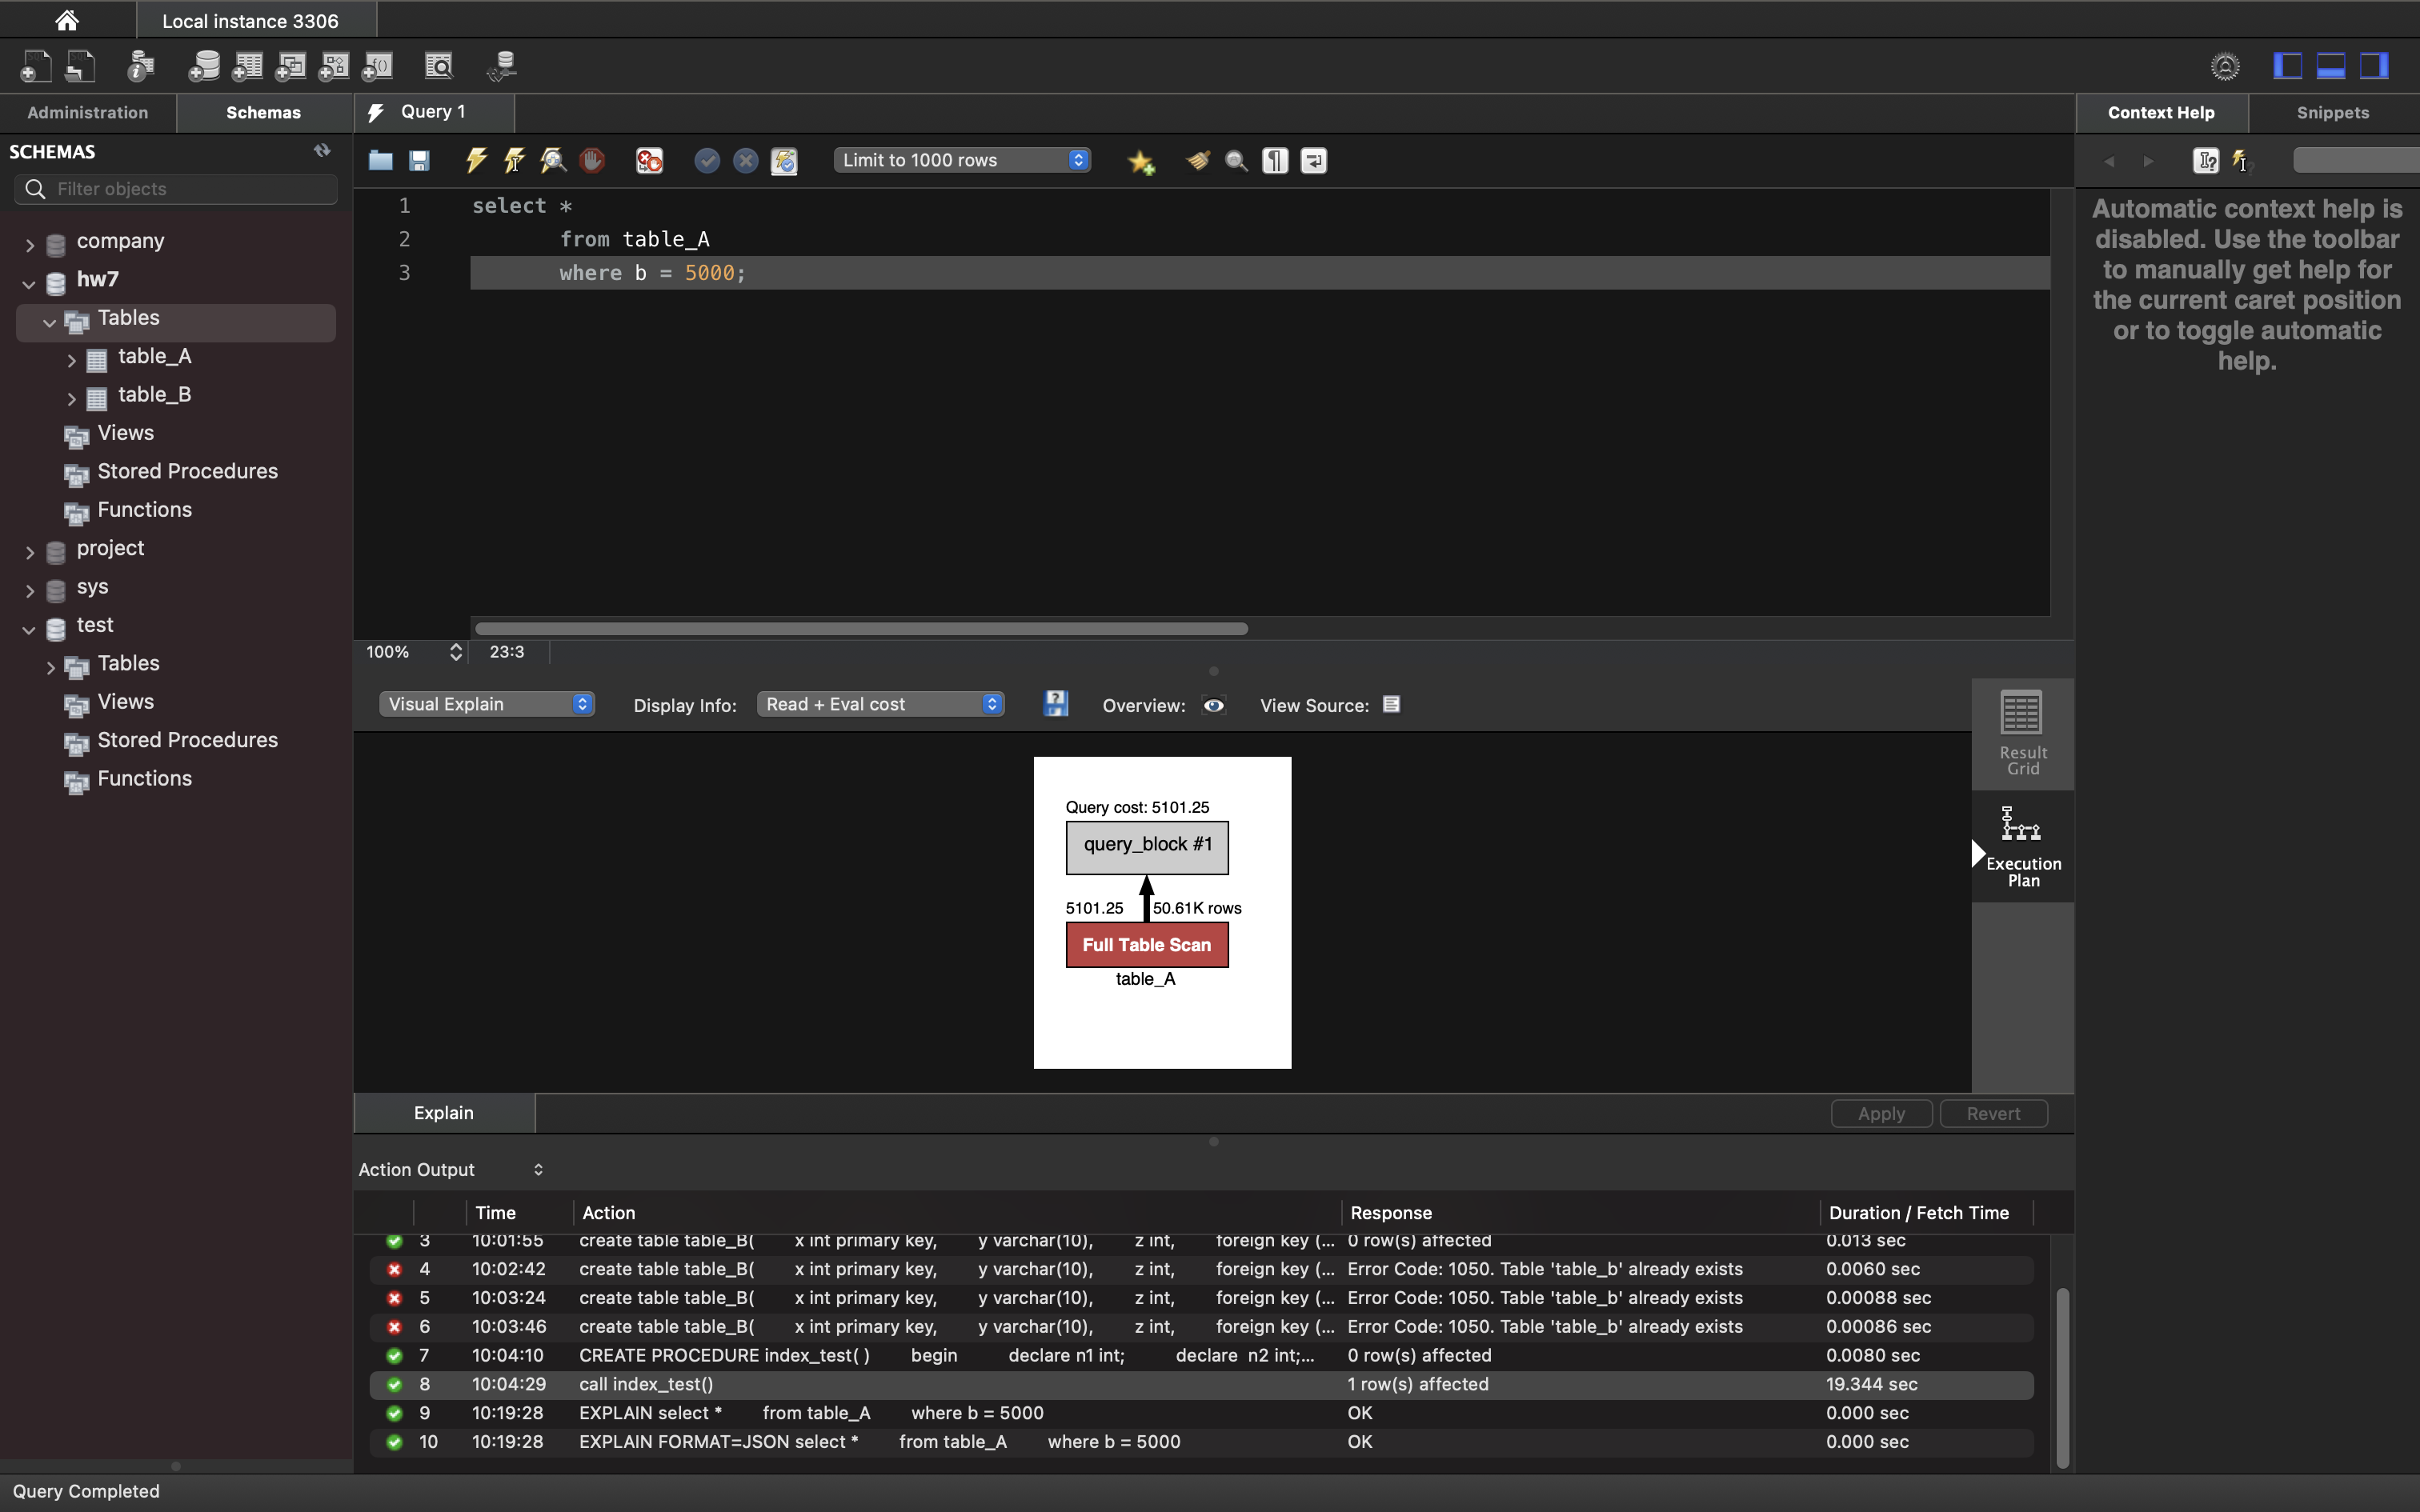 Local instance 3306
Administration
Schemas
Query 1
Context Help
Snippets
SCHEMAS
Filter objects
Limit to 1000 rows
company
hw7
Tables
table_A
table_B
Views
Stored Procedures
Functions
project
sys
test
Tables
Views
Stored Procedures
Functions
1 select *
2 from table_A
3 where b = 5000;
Automatic context help is
disabled. Use the toolbar
to manually get help for
the current caret position
or to toggle automatic
help.
100% 23:3
Visual Explain
Display Info: Read + Eval cost
Overview:
View Source:
Result
Grid
Execution
Plan
Query cost: 5101.25
query_block #1
5101.25 50.61K rows
Full Table Scan
table_A
Explain
Apply
Revert
Action Output
Time Action Response Duration / Fetch Time
3 10:01:55 create table table_B( x int primary key, y varchar(10), z int, foreign key (... 0 row(s) affected 0.013 sec
4 10:02:42 create table table_B( x int primary key, y varchar(10), z int, foreign key (... Error Code: 1050. Table 'table_b' already exists 0.0060 sec
5 10:03:24 create table table_B( x int primary key, y varchar(10), z int, foreign key (... Error Code: 1050. Table 'table_b' already exists 0.00088 sec
6 10:03:46 create table table_B( x int primary key, y varchar(10), z int, foreign key (... Error Code: 1050. Table 'table_b' already exists 0.00086 sec
7 10:04:10 CREATE PROCEDURE index_test( ) begin declare n1 int; declare n2 int;... 0 row(s) affected 0.0080 sec
8 10:04:29 call index_test() 1 row(s) affected 19.344 sec
9 10:19:28 EXPLAIN select * from table_A where b = 5000 OK 0.000 sec
10 10:19:28 EXPLAIN FORMAT=JSON select * from table_A where b = 5000 OK 0.000 sec
Query Completed